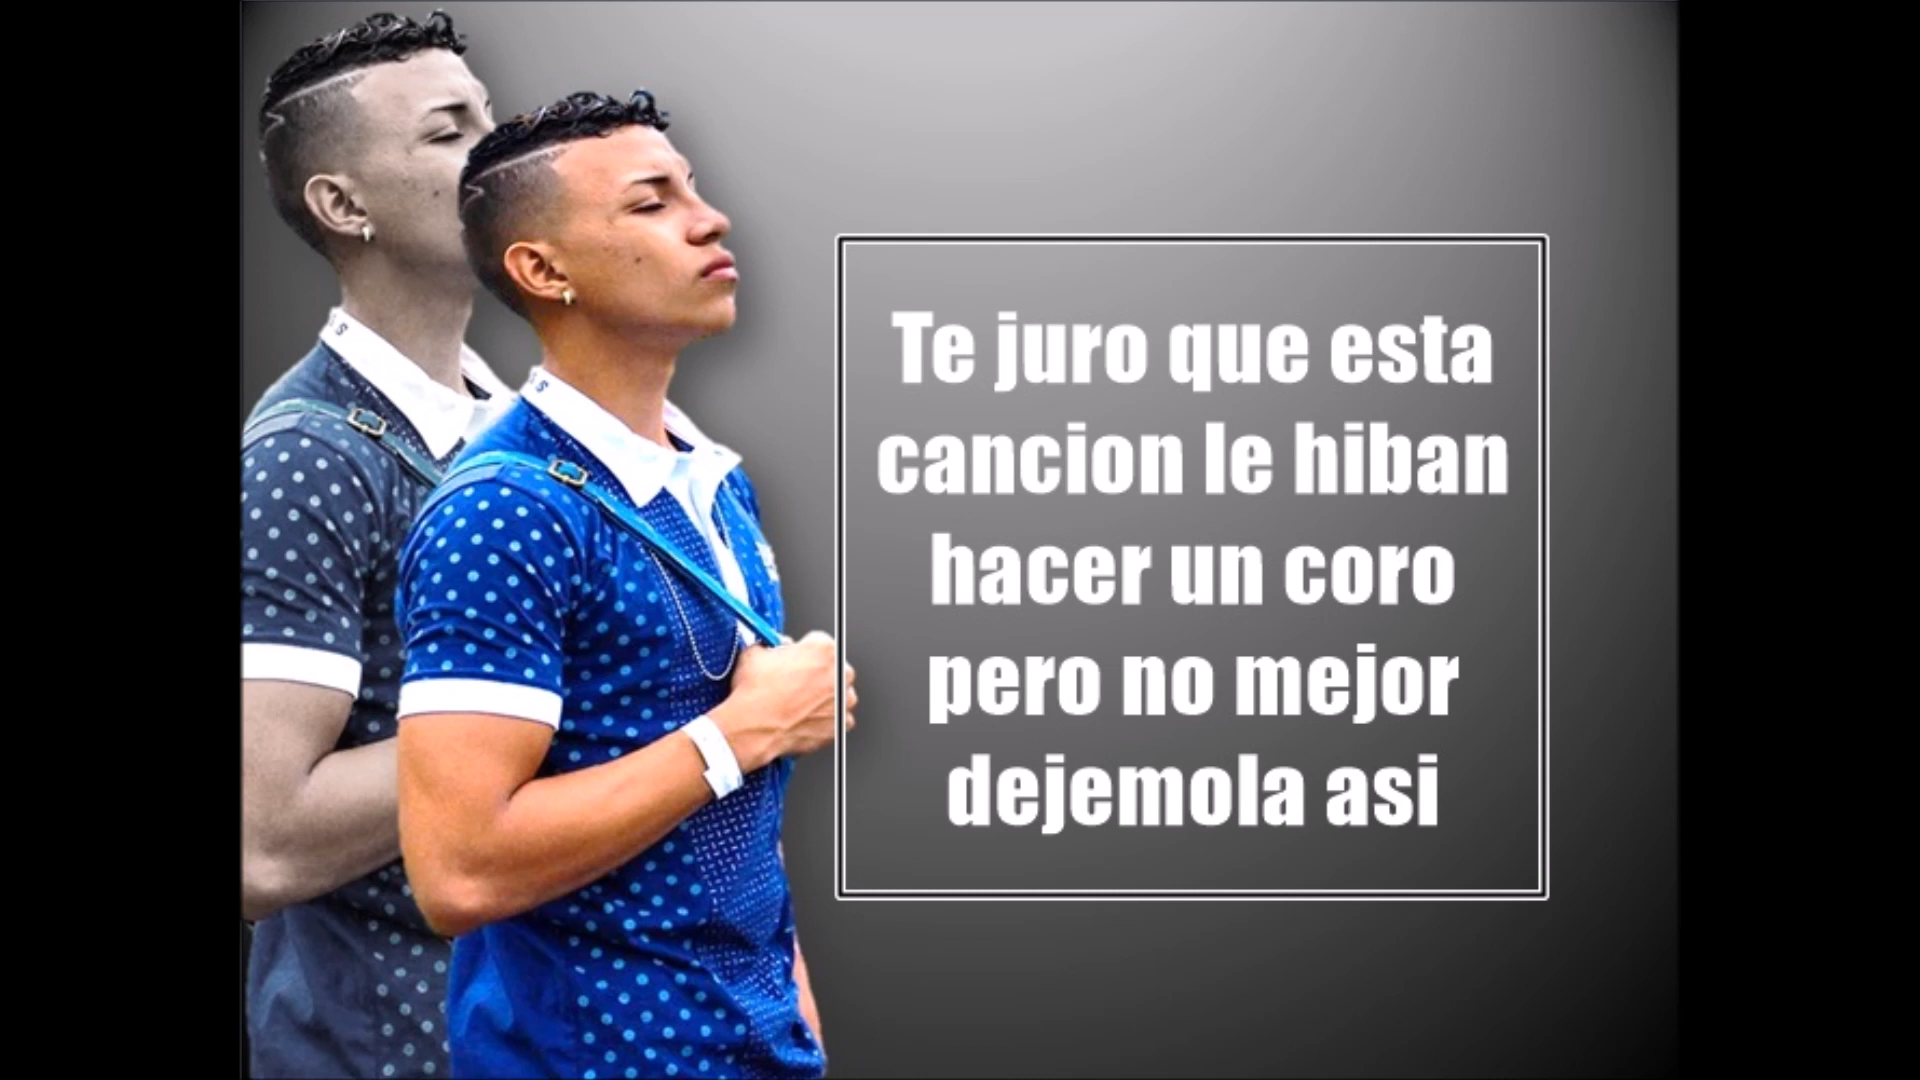 Te juro que esta
cancion le hiban
hacer un coro
pero no mejor
dejemola asi